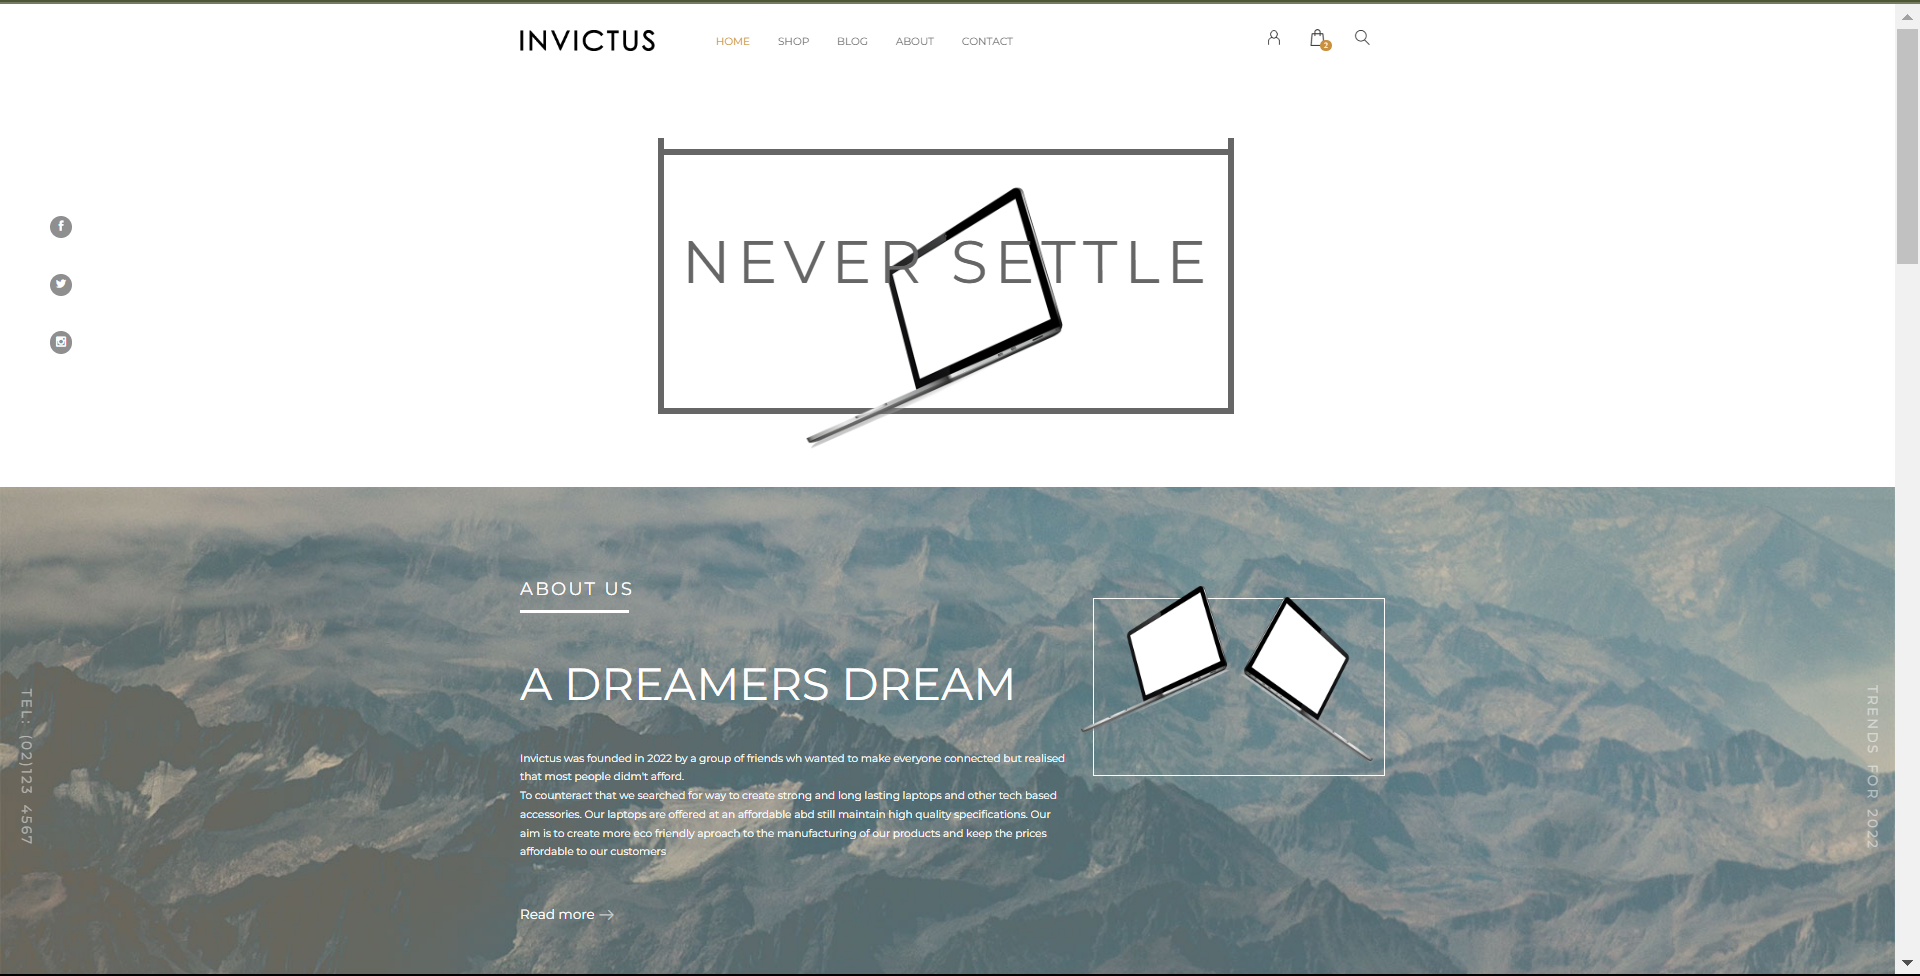 INVICTUS
HOME SHOP BLOG ABOUT CONTACT
2
NEVER SETTLE
ABOUT US
A DREAMERS DREAM
Invictus was founded in 2022 by a group of friends wh wanted to make everyone connected but realised
that most people didm't afford.
To counteract that we searched for way to create strong and long lasting laptops and other tech based
accessories. Our laptops are offered at an affordable abd still maintain high quality specifications. Our
aim is to create more eco friendly aproach to the manufacturing of our products and keep the prices
affordable to our customers
Read more
TEL: (02)123 4567
TRENDS FOR 2022